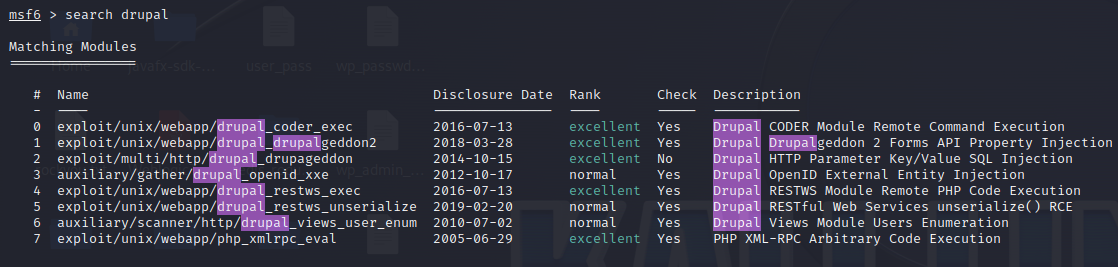 msf6 > search drupal
Matching Modules
================
# Name Disclosure Date Rank Check Description
- ---- --------------- ---- ----- -----------
0 exploit/unix/webapp/drupal_coder_exec 2016-07-13 excellent Yes Drupal CODER Module Remote Command Execution
1 exploit/unix/webapp/drupal_drupalgeddon2 2018-03-28 excellent Yes Drupal Drupalgeddon 2 Forms API Property Injection
2 exploit/multi/http/drupal_drupageddon 2014-10-15 excellent No Drupal HTTP Parameter Key/Value SQL Injection
3 auxiliary/gather/drupal_openid_xxe 2012-10-17 normal Yes Drupal OpenID External Entity Injection
4 exploit/unix/webapp/drupal_restws_exec 2016-07-13 excellent Yes Drupal RESTWS Module Remote PHP Code Execution
5 exploit/unix/webapp/drupal_restws_unserialize 2019-02-20 normal Yes Drupal RESTful Web Services unserialize() RCE
6 auxiliary/scanner/http/drupal_views_user_enum 2010-07-02 normal Yes Drupal Views Module Users Enumeration
7 exploit/unix/webapp/php_xmlrpc_eval 2005-06-29 excellent Yes PHP XML-RPC Arbitrary Code Execution
Home
user_pass
wp_passwd...